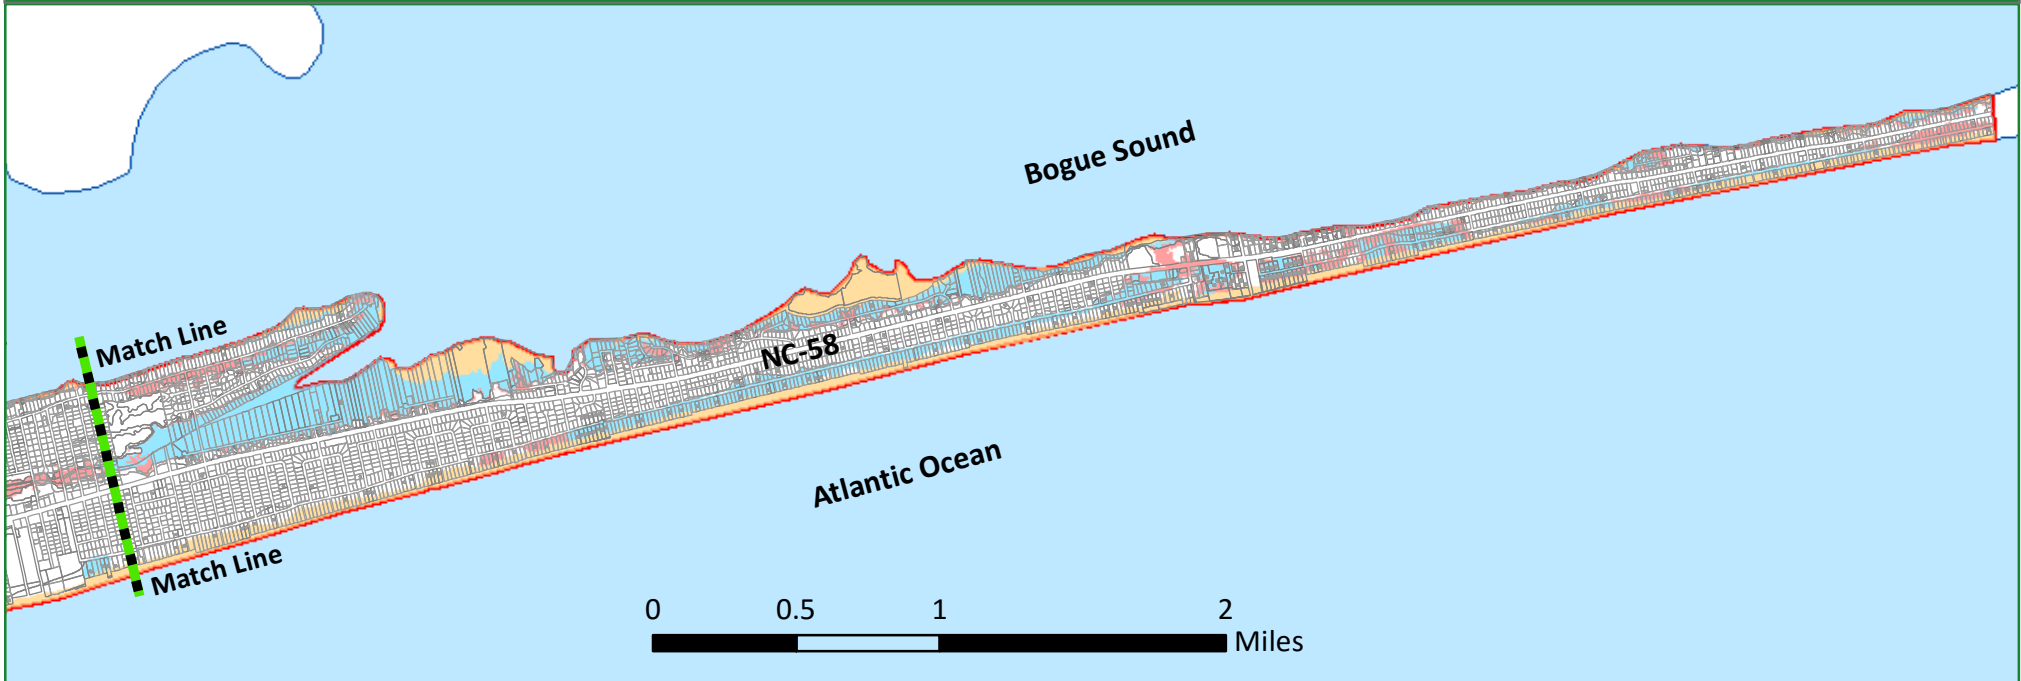 Bogue Sound
Match Line
NC-58
Atlantic Ocean
Match Line
0 0.5 1 2
Miles